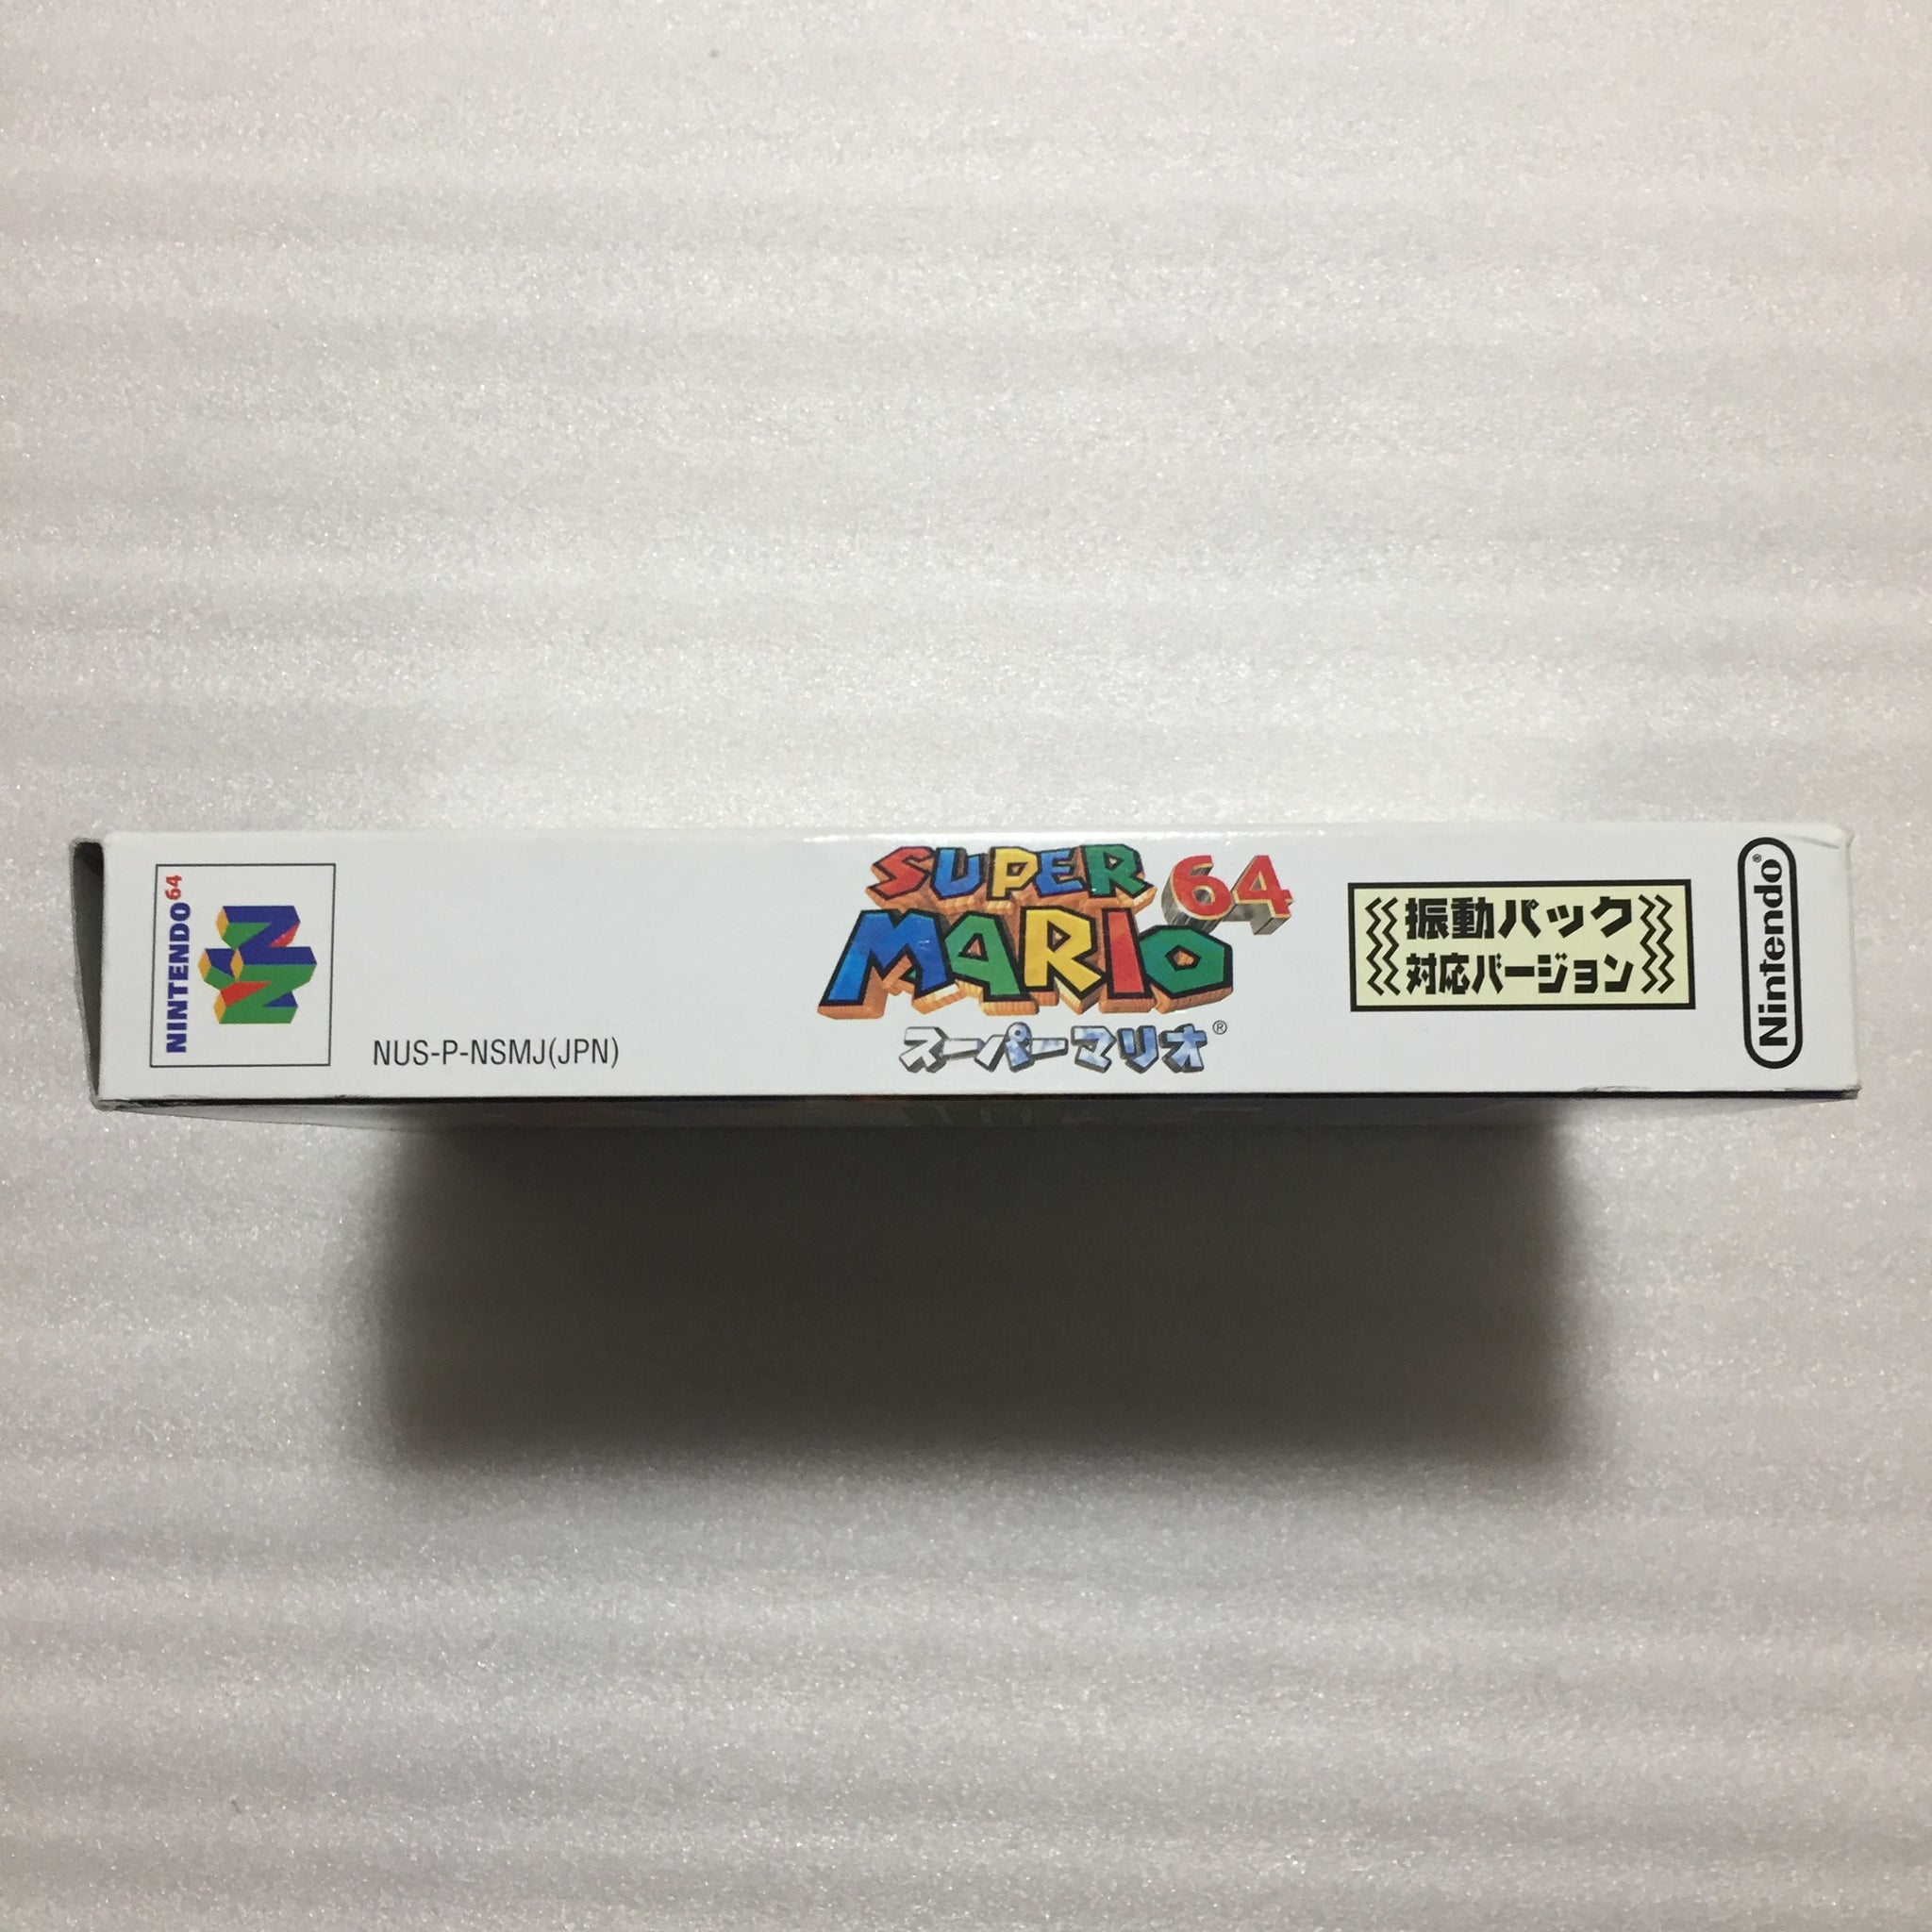 NINTENDO64
NUS-P-NSMJ(JPN)
SUPER
MARIO 64
スーパーマリオ®
振動パック
対応バージョン
Nintendo®